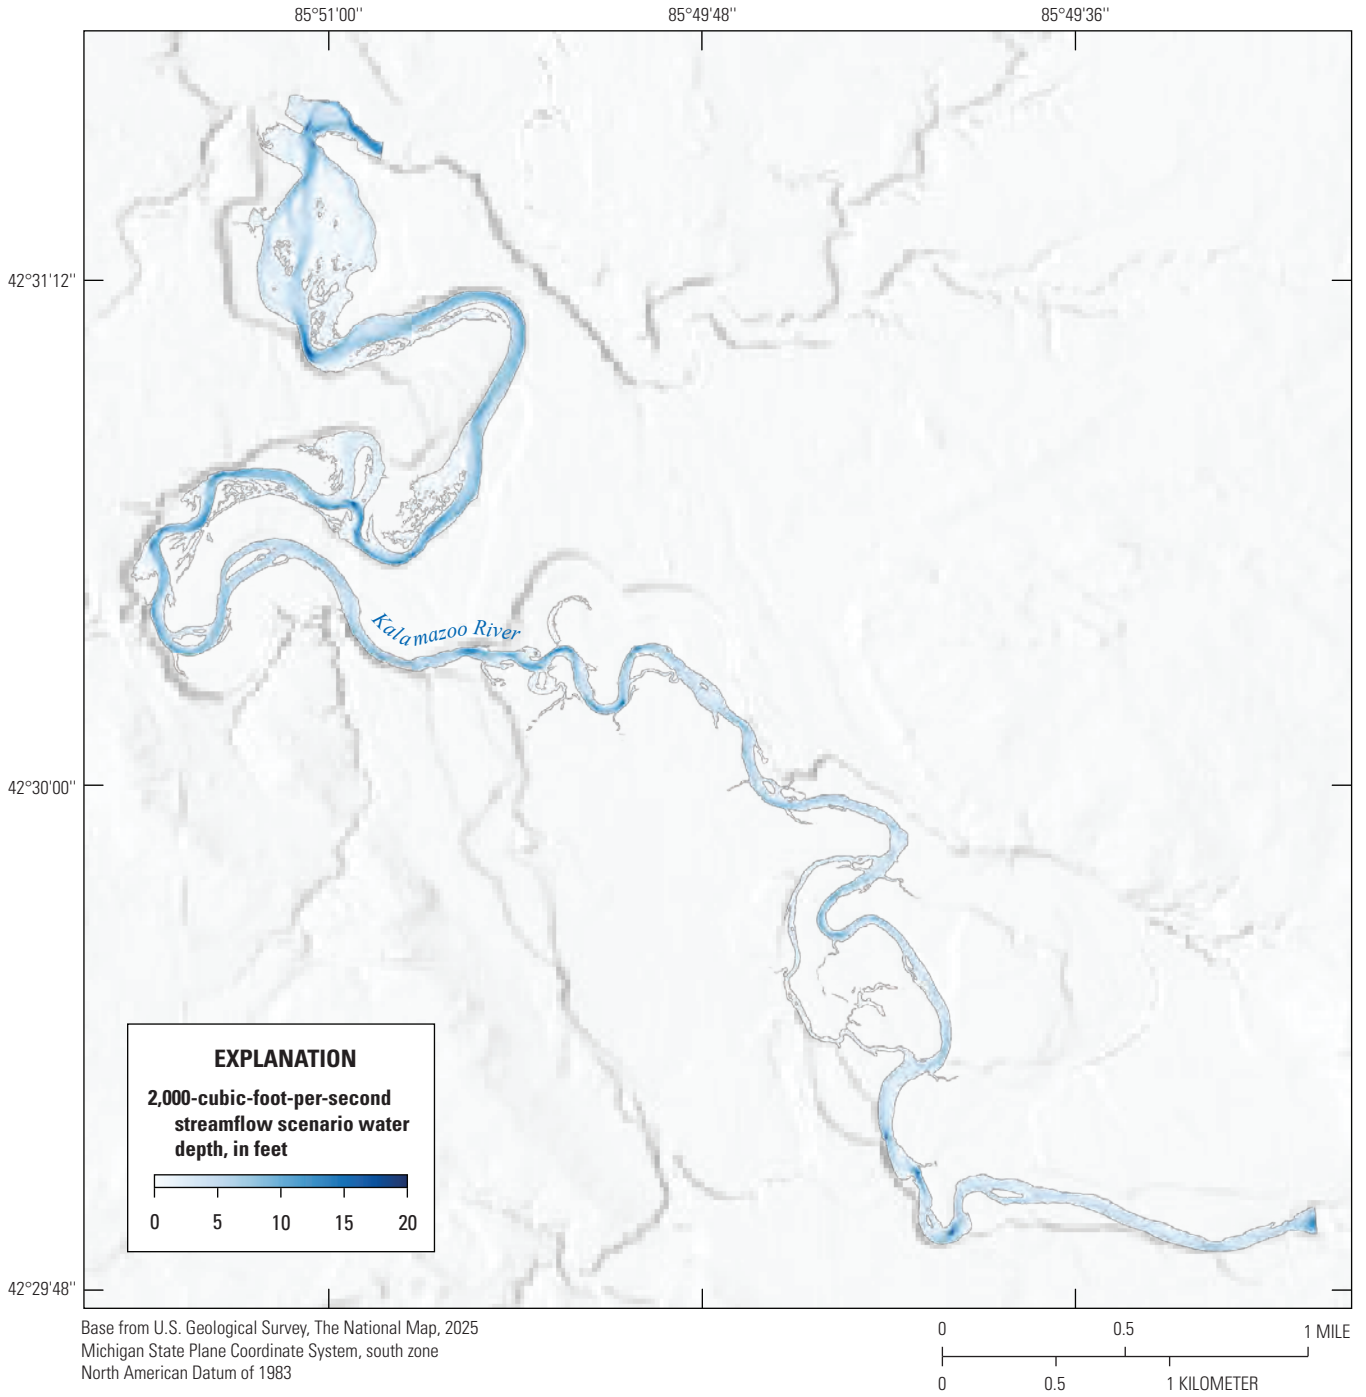 85°51'00''
85°49'48''
85°49'36''
42°31'12''
Kalamazoo River
42°30'00''
EXPLANATION
2,000-cubic-foot-per-second
streamflow scenario water
depth, in feet
0 5 10 15 20
42°29'48''
Base from U.S. Geological Survey, The National Map, 2025
Michigan State Plane Coordinate System, south zone
North American Datum of 1983
0 0.5 1 MILE
0 0.5 1 KILOMETER